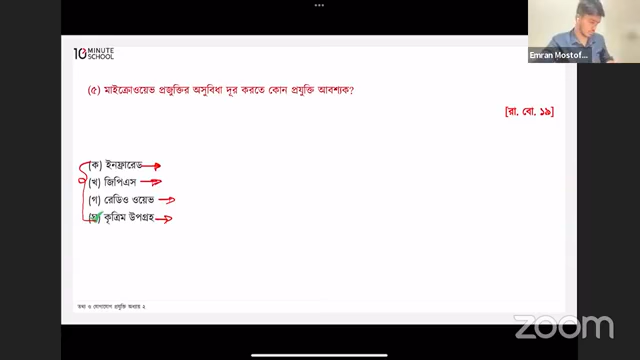 Emran Mostof...
10 MINUTE SCHOOL
(৫) মাইক্রোওয়েভ প্রজুক্তির অসুবিধা দূর করতে কোন প্রযুক্তি আবশ্যক?
[রা. বো. ১৯]
(ক) ইনফ্রারেড
(খ) জিপিএস
(গ) রেডিও ওয়েভ
(ঘ) কৃত্রিম উপগ্রহ
তথ্য ও যোগাযোগ প্রযুক্তি অধ্যায় ২
zoom